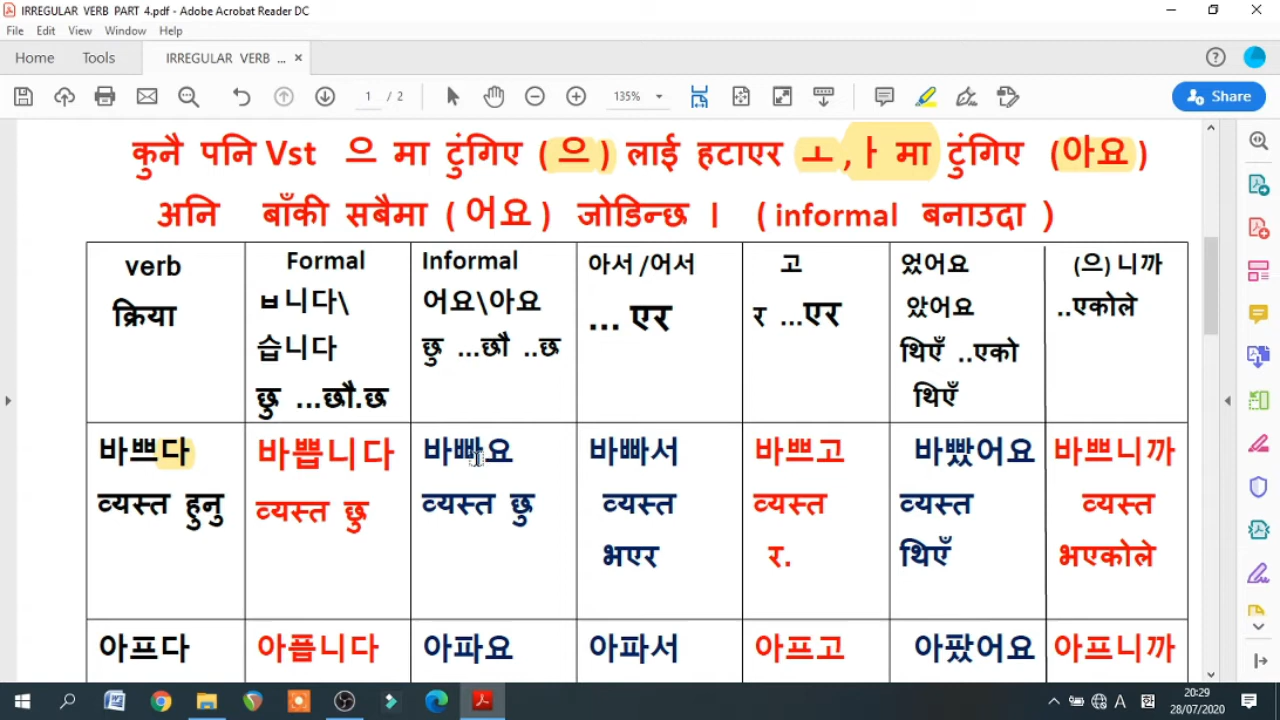 IRREGULAR VERB PART 4.pdf - Adobe Acrobat Reader DC
File Edit View Window Help
Home Tools IRREGULAR VERB ... ×
1 / 2 135% Share
कुनै पनि Vst 으 मा टुंगिए (으) लाई हटाएर ㅗ,ㅏ मा टुंगिए (아요)
अनि बाँकी सबैमा (어요) जोडिन्छ । ( informal बनाउदा )
verb
क्रिया
Formal
ㅂ니다\
습니다
छु ...छौ.छ
Informal
어요\아요
छु ...छौ ..छ
아서 /어서
... एर
고
र ...एर
었어요
았어요
थिएँ ..एको
थिएँ
(으) 니까
..एकोले
바쁘다
व्यस्त हुनु
바쁩니다
व्यस्त छु
바빠요
व्यस्त छु
바빠서
व्यस्त
भएर
바쁘고
व्यस्त
र.
바빴어요
व्यस्त
थिएँ
바쁘니까
व्यस्त
भएकोले
아프다 아픕니다 아파요 아파서 아프고 아팠어요 아프니까
A 한 20:29
28/07/2020